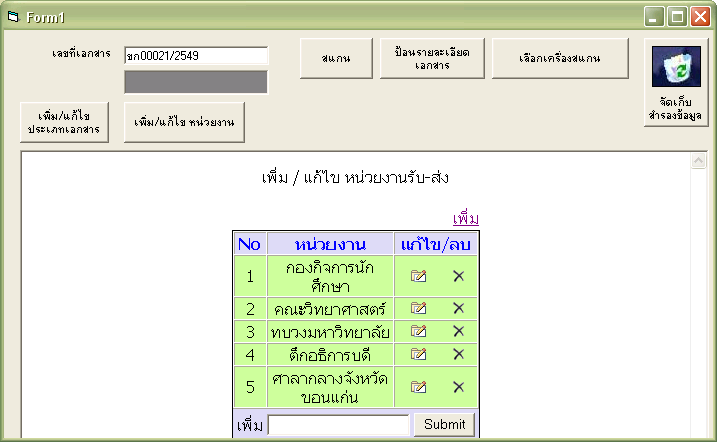 Form1
เลขที่เอกสาร
ขก00021/2549
สแกน
ป้อนรายละเอียด
เอกสาร
เลือกเครื่องสแกน
จัดเก็บ
สำรองข้อมูล
เพิ่ม/แก้ไข
ประเภทเอกสาร
เพิ่ม/แก้ไข หน่วยงาน
เพิ่ม / แก้ไข หน่วยงานรับ-ส่ง
เพิ่ม
No หน่วยงาน แก้ไข/ลบ
1 กองกิจการนัก
ศึกษา
2 คณะวิทยาศาสตร์
3 ทบวงมหาวิทยาลัย
4 ตึกอธิการบดี
5 ศาลากลางจังหวัด
ขอนแก่น
เพิ่ม Submit